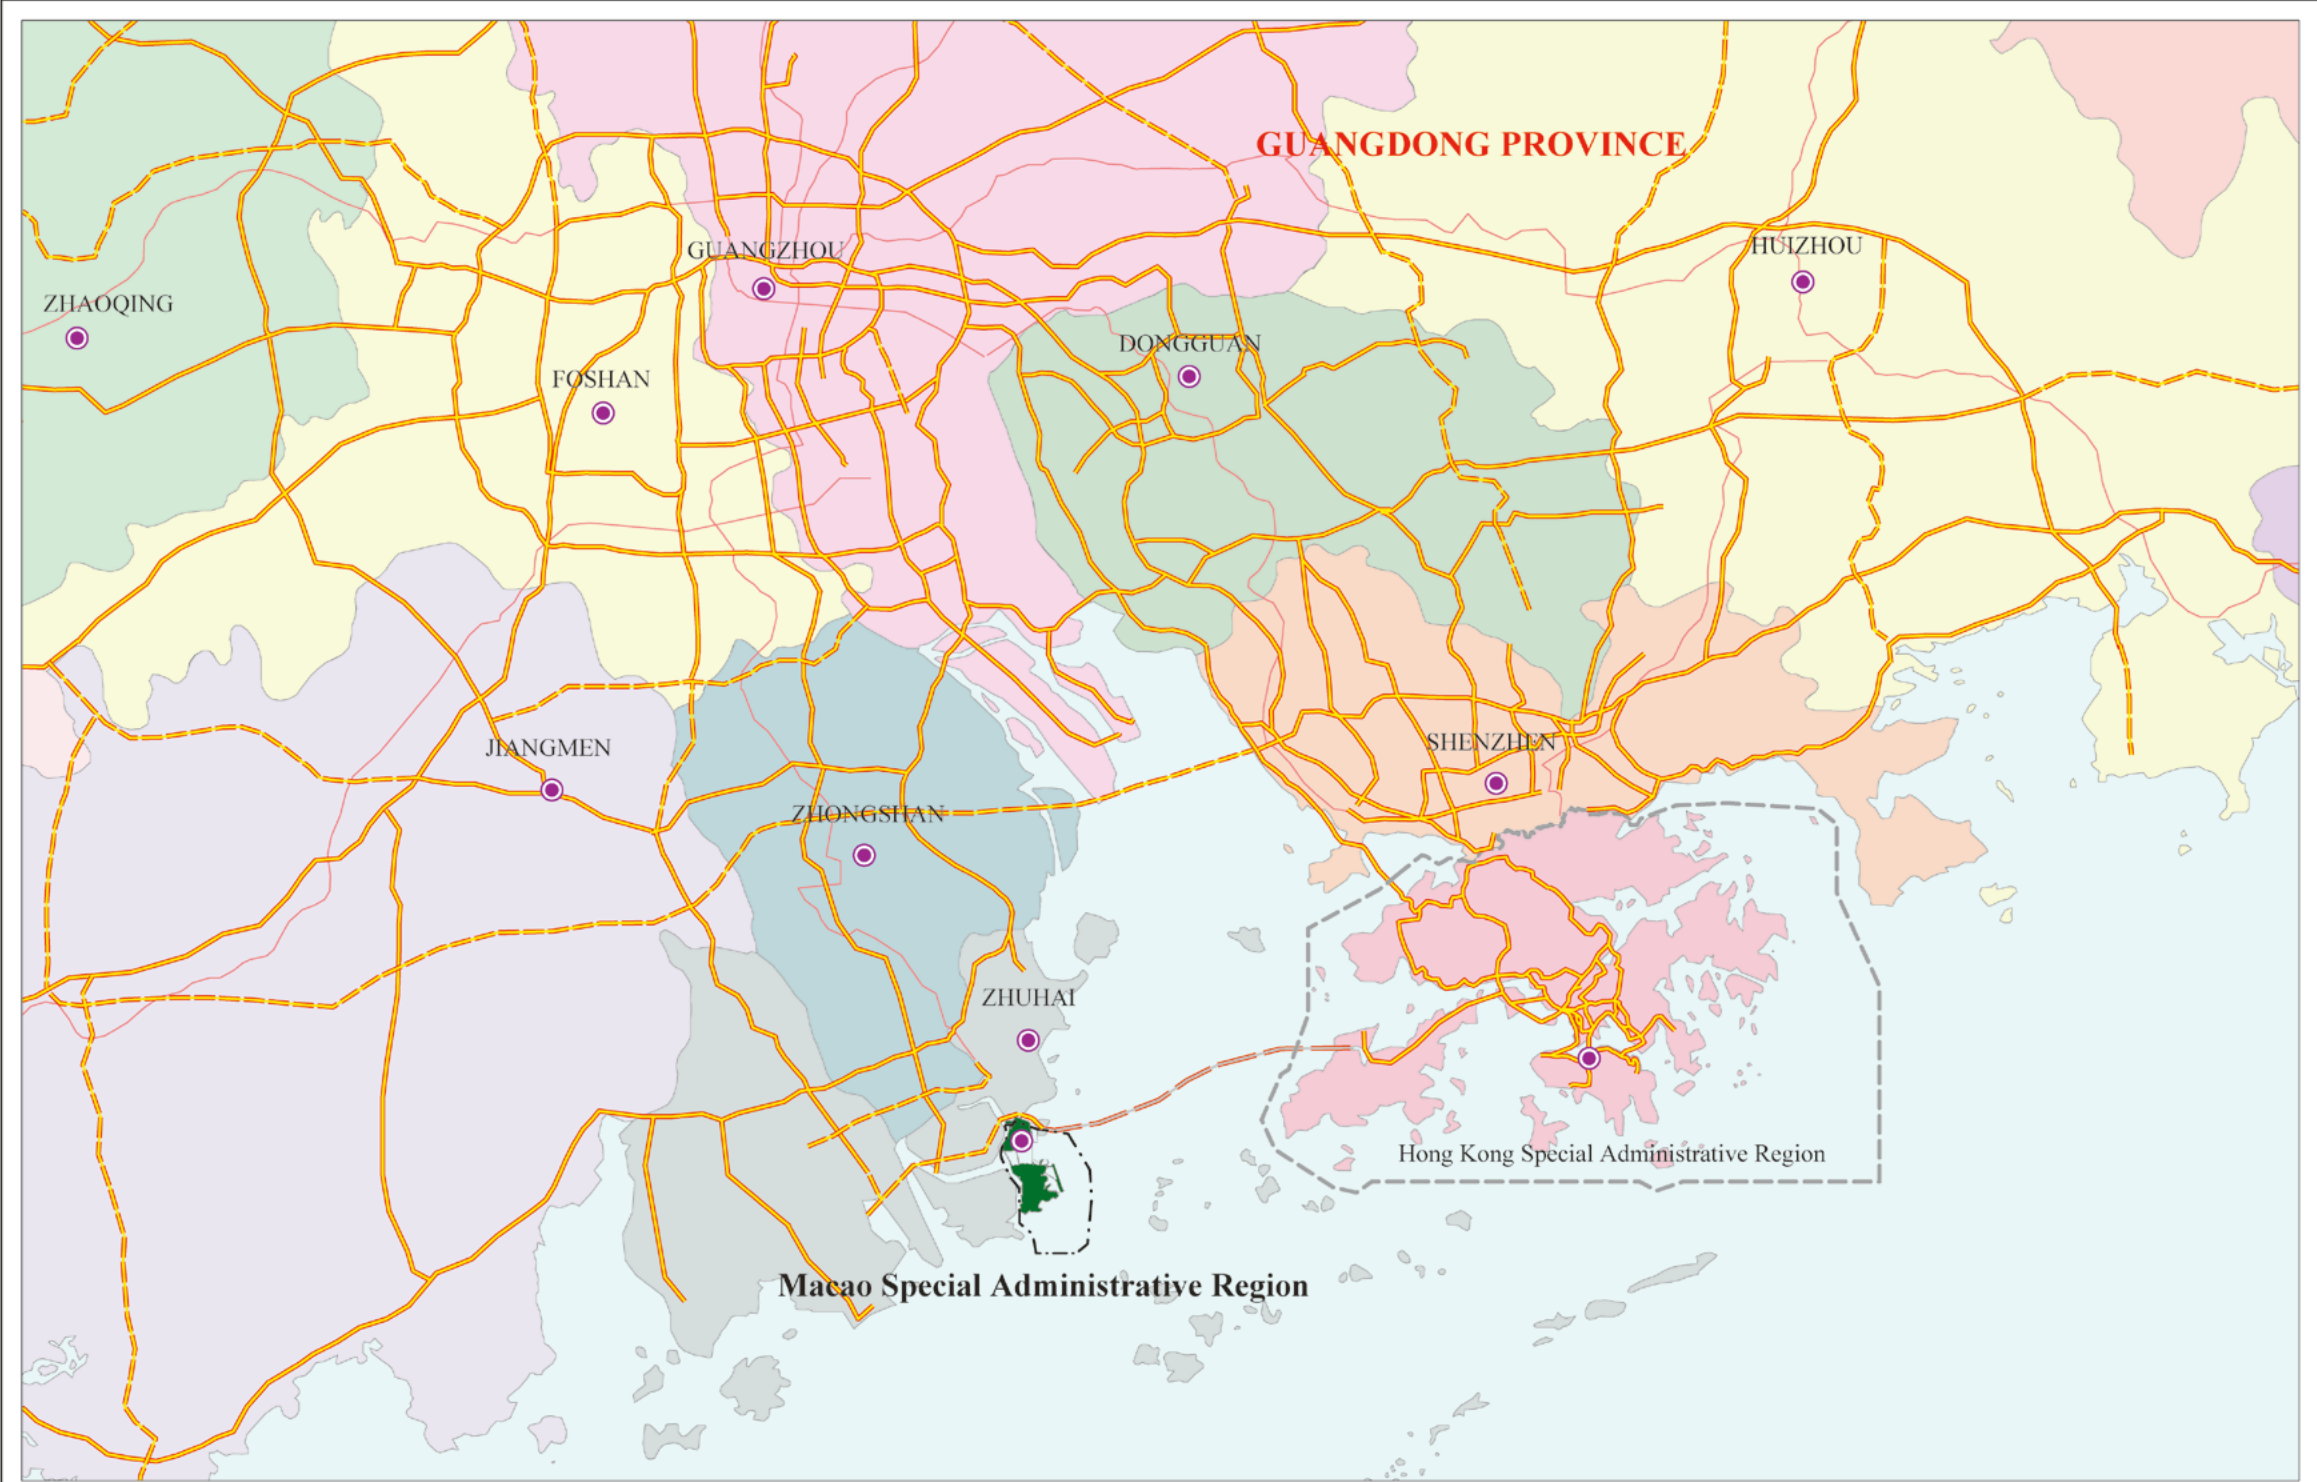 GUANGDONG PROVINCE
GUANGZHOU
HUIZHOU
ZHAOQING
DONGGUAN
FOSHAN
JIANGMEN
SHENZHEN
ZHONGSHAN
ZHUHAI
Hong Kong Special Administrative Region
Macao Special Administrative Region